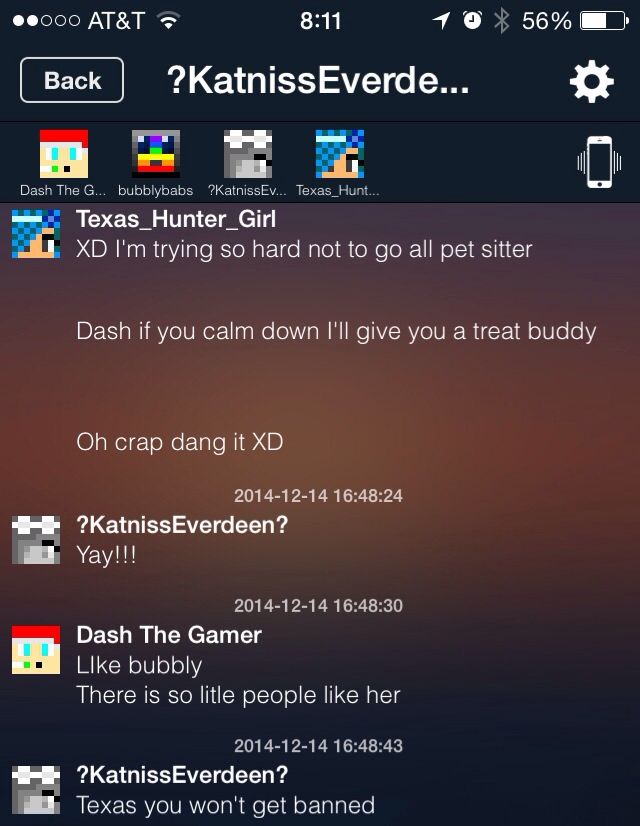 AT&T 8:11 56%
Back ?KatnissEverde...
Dash The G... bubblybabs ?KatnissEv... Texas_Hunt...
Texas_Hunter_Girl
XD I'm trying so hard not to go all pet sitter
Dash if you calm down I'll give you a treat buddy
Oh crap dang it XD
2014-12-14 16:48:24
?KatnissEverdeen?
Yay!!!
2014-12-14 16:48:30
Dash The Gamer
LIke bubbly
There is so litle people like her
2014-12-14 16:48:43
?KatnissEverdeen?
Texas you won't get banned